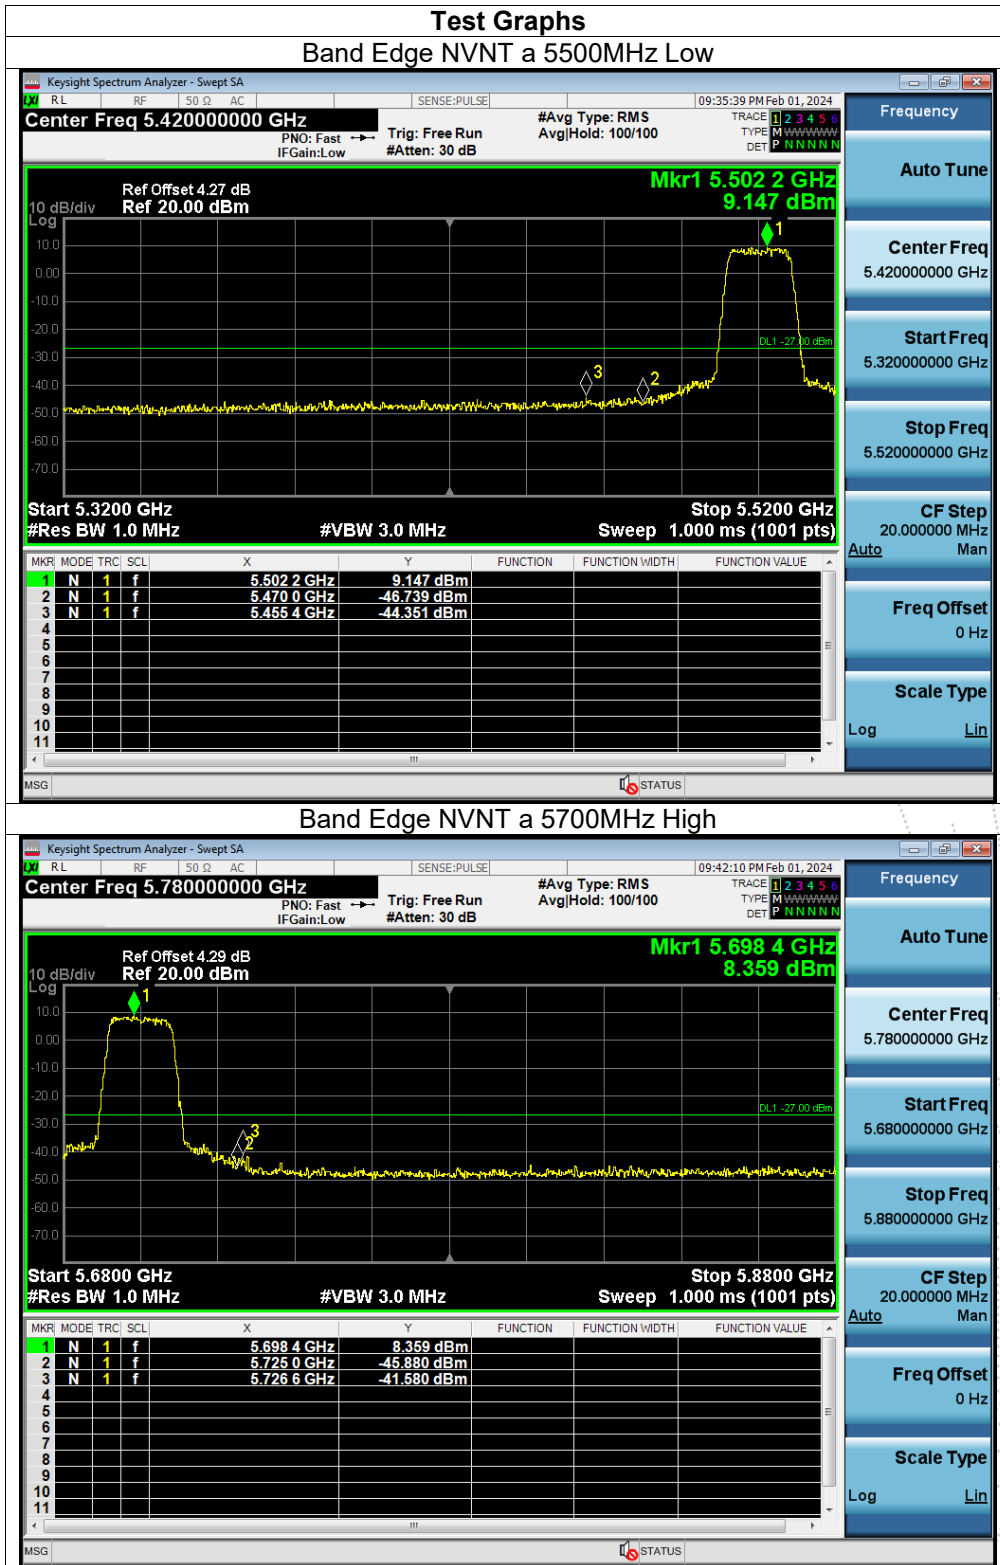 Test Graphs
Band Edge NVNT a 5500MHz Low
Keysight Spectrum Analyzer - Swept SA
LXI RL RF 50 Ω AC SENSE:PULSE 09:35:39 PM Feb 01, 2024
Center Freq 5.420000000 GHz #Avg Type: RMS TRACE 1 2 3 4 5 6
PNO: Fast Trig: Free Run Avg|Hold: 100/100 TYPE M WWWWW
IFGain:Low #Atten: 30 dB DET P N N N N N
Frequency
Auto Tune
Center Freq
5.420000000 GHz
Start Freq
5.320000000 GHz
Stop Freq
5.520000000 GHz
CF Step
20.000000 MHz
Auto Man
Freq Offset
0 Hz
Scale Type
Log Lin
Mkr1 5.502 2 GHz
Ref Offset 4.27 dB
10 dB/div Ref 20.00 dBm 9.147 dBm
Log
10.0
0.00
-10.0
-20.0
-30.0
-40.0
-50.0
-60.0
-70.0
1
DL1 -27.00 dBm
3
2
Start 5.3200 GHz Stop 5.5200 GHz
#Res BW 1.0 MHz #VBW 3.0 MHz Sweep 1.000 ms (1001 pts)
MKR MODE TRC SCL X Y FUNCTION FUNCTION WIDTH FUNCTION VALUE
1 N 1 f 5.502 2 GHz 9.147 dBm
2 N 1 f 5.470 0 GHz -46.739 dBm
3 N 1 f 5.455 4 GHz -44.351 dBm
4
5
6
7
8
9
10
11
MSG STATUS
Band Edge NVNT a 5700MHz High
Keysight Spectrum Analyzer - Swept SA
LXI RL RF 50 Ω AC SENSE:PULSE 09:42:10 PM Feb 01, 2024
Center Freq 5.780000000 GHz #Avg Type: RMS TRACE 1 2 3 4 5 6
PNO: Fast Trig: Free Run Avg|Hold: 100/100 TYPE M WWWWW
IFGain:Low #Atten: 30 dB DET P N N N N N
Frequency
Auto Tune
Center Freq
5.780000000 GHz
Start Freq
5.680000000 GHz
Stop Freq
5.880000000 GHz
CF Step
20.000000 MHz
Auto Man
Freq Offset
0 Hz
Scale Type
Log Lin
Mkr1 5.698 4 GHz
Ref Offset 4.29 dB
10 dB/div Ref 20.00 dBm 8.359 dBm
Log
10.0
0.00
-10.0
-20.0
-30.0
-40.0
-50.0
-60.0
-70.0
1
DL1 -27.00 dBm
3
2
Start 5.6800 GHz Stop 5.8800 GHz
#Res BW 1.0 MHz #VBW 3.0 MHz Sweep 1.000 ms (1001 pts)
MKR MODE TRC SCL X Y FUNCTION FUNCTION WIDTH FUNCTION VALUE
1 N 1 f 5.698 4 GHz 8.359 dBm
2 N 1 f 5.725 0 GHz -45.880 dBm
3 N 1 f 5.726 6 GHz -41.580 dBm
4
5
6
7
8
9
10
11
MSG STATUS